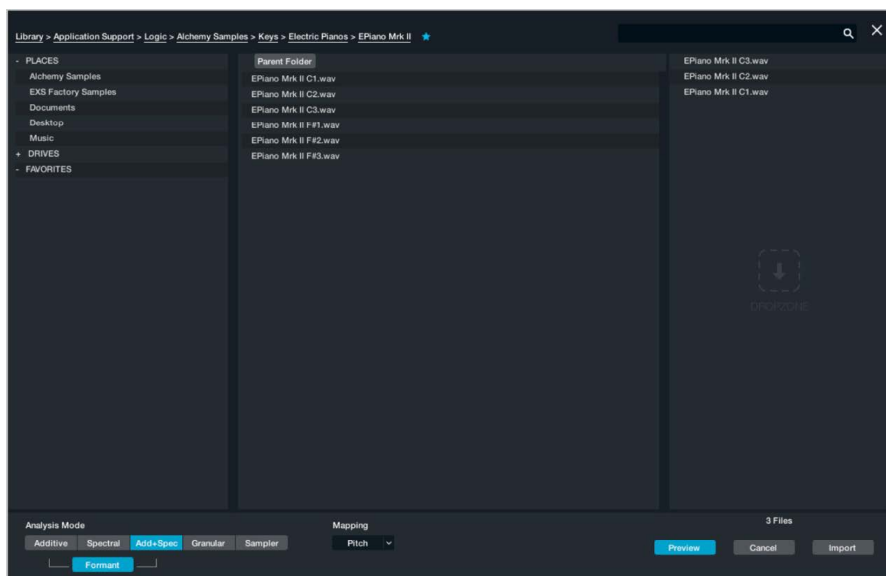 Library > Application Support > Logic > Alchemy Samples > Keys > Electric Pianos > EPiano Mrk II
- PLACES
Alchemy Samples
EXS Factory Samples
Documents
Desktop
Music
+ DRIVES
- FAVORITES
Parent Folder
EPiano Mrk II C1.wav
EPiano Mrk II C2.wav
EPiano Mrk II C3.wav
EPiano Mrk II F#1.wav
EPiano Mrk II F#2.wav
EPiano Mrk II F#3.wav
EPiano Mrk II C3.wav
EPiano Mrk II C2.wav
EPiano Mrk II C1.wav
DROPZONE
Analysis Mode
Additive Spectral Add+Spec Granular Sampler
Formant
Mapping
Pitch
3 Files
Preview Cancel Import